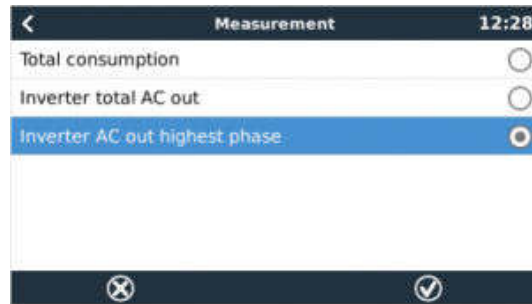 Measurement 12:28
Total consumption
Inverter total AC out
Inverter AC out highest phase